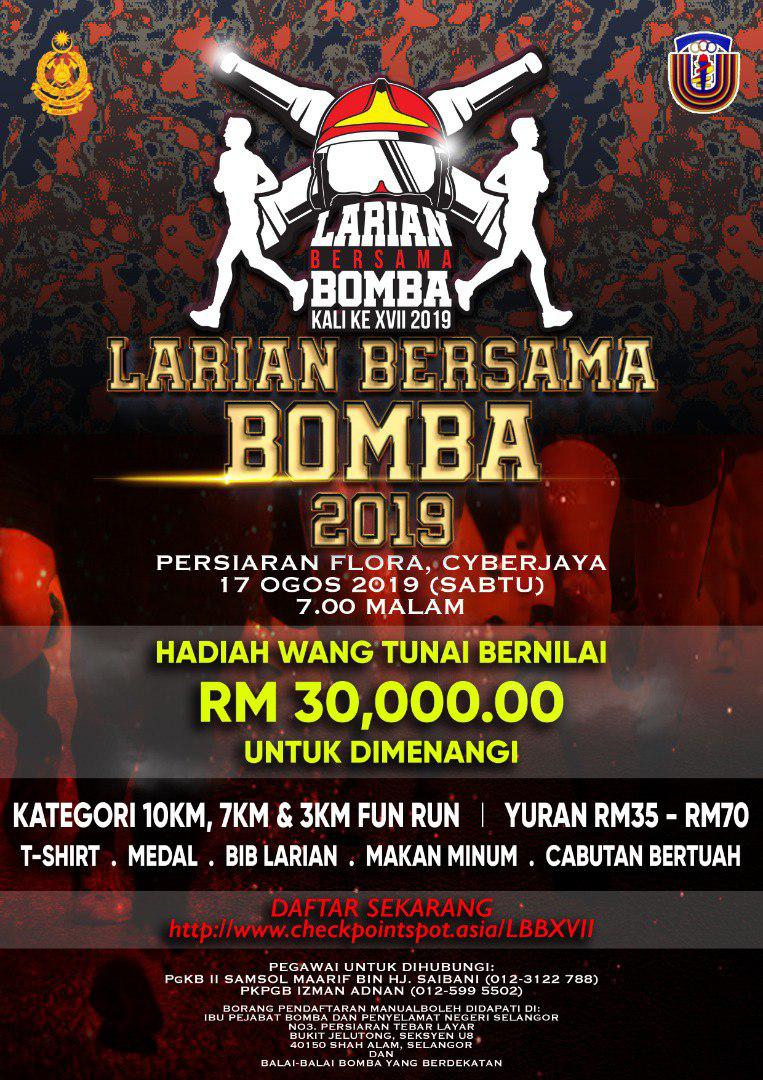 LARIAN
BERSAMA
BOMBA
KALI KE XVII 2019
LARIAN BERSAMA
BOMBA
2019
PERSIARAN FLORA, CYBERJAYA
17 OGOS 2019 (SABTU)
7.00 MALAM
HADIAH WANG TUNAI BERNILAI
RM 30,000.00
UNTUK DIMENANGI
KATEGORI 10KM, 7KM & 3KM FUN RUN | YURAN RM35 - RM70
T-SHIRT . MEDAL . BIB LARIAN . MAKAN MINUM . CABUTAN BERTUAH
DAFTAR SEKARANG
http://www.checkpointspot.asia/LBBXVII
PEGAWAI UNTUK DIHUBUNGI:
PgKB II SAMSOL MAARIF BIN HJ. SAIBANI (012-3122 788)
PKPGB IZMAN ADNAN (012-599 5502)
BORANG PENDAFTARAN MANUALBOLEH DIDAPATI DI:
IBU PEJABAT BOMBA DAN PENYELAMAT NEGERI SELANGOR
NO3. PERSIARAN TEBAR LAYAR
BUKIT JELUTONG, SEKSYEN U8
40150 SHAH ALAM, SELANGOR
DAN
BALAI-BALAI BOMBA YANG BERDEKATAN